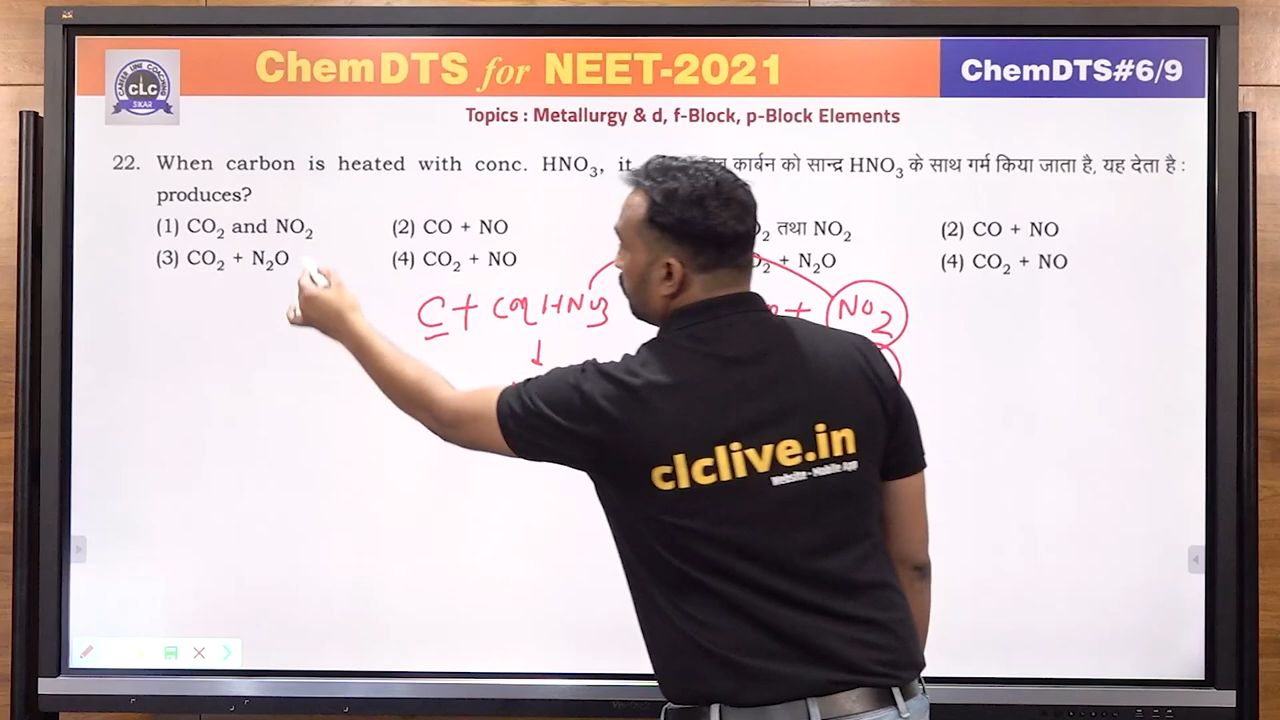 ChemDTS for NEET-2021
ChemDTS#6/9
CAREER LINE COACHING
CLC
SIKAR
Topics : Metallurgy & d, f-Block, p-Block Elements
22. When carbon is heated with conc. HNO3, it
produces?
(1) CO2 and NO2 (2) CO + NO
(3) CO2 + N2O (4) CO2 + NO
कार्बन को सान्द्र HNO3 के साथ गर्म किया जाता है, यह देता है :
तथा NO2 (2) CO + NO
+ N2O (4) CO2 + NO
C + HNO3 + NO2
clclive.in
Website - Mobile App